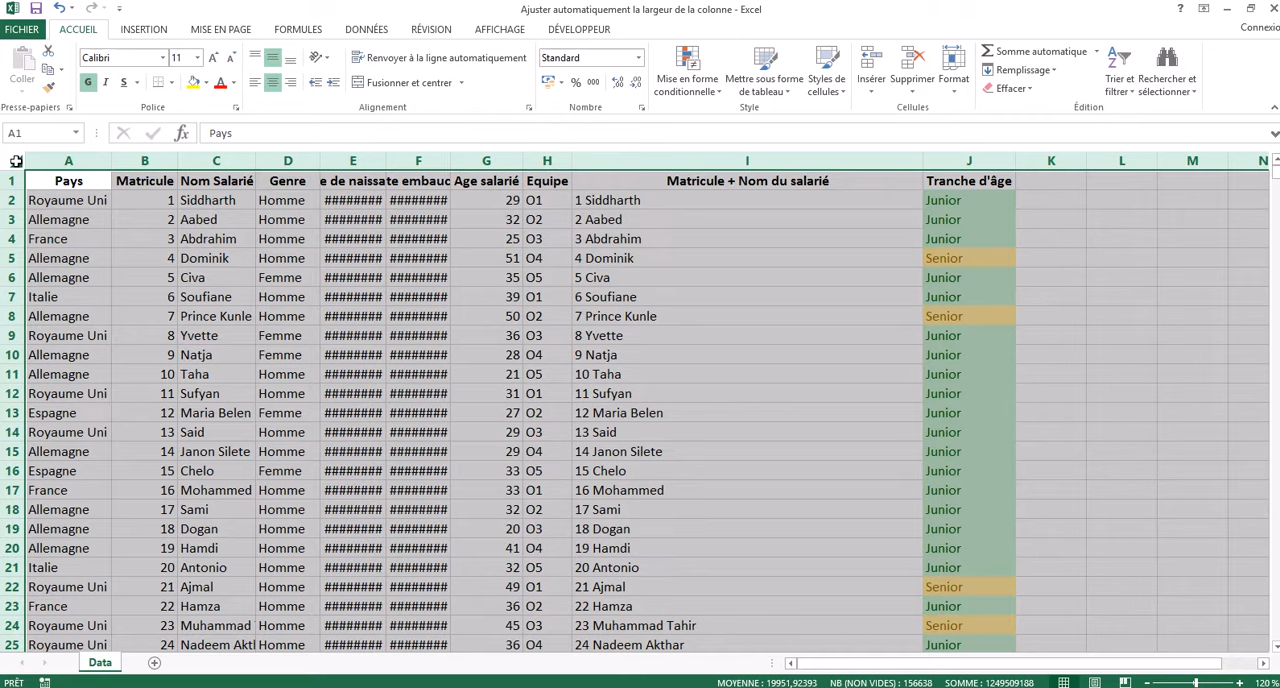 Ajuster automatiquement la largeur de la colonne - Excel
FICHIER ACCUEIL INSERTION MISE EN PAGE FORMULES DONNÉES RÉVISION AFFICHAGE DÉVELOPPEUR Connexio
Coller
Calibri 11 Renvoyer à la ligne automatiquement Standard
G I S Fusionner et centrer % 000
Mise en forme conditionnelle Mettre sous forme de tableau Styles de cellules Insérer Supprimer Format
Somme automatique
Remplissage
Effacer
Trier et filtrer Rechercher et sélectionner
Presse-papiers Police Alignement Nombre Style Cellules Édition
A1 fx Pays
A B C D E F G H I J K L M N
1 Pays Matricule Nom Salarié Genre e de naissa te embauc Age salarié Equipe Matricule + Nom du salarié Tranche d'âge
2 Royaume Uni 1 Siddharth Homme ######## ######## 29 O1 1 Siddharth Junior
3 Allemagne 2 Aabed Homme ######## ######## 32 O2 2 Aabed Junior
4 France 3 Abdrahim Homme ######## ######## 25 O3 3 Abdrahim Junior
5 Allemagne 4 Dominik Homme ######## ######## 51 O4 4 Dominik Senior
6 Allemagne 5 Civa Femme ######## ######## 35 O5 5 Civa Junior
7 Italie 6 Soufiane Homme ######## ######## 39 O1 6 Soufiane Junior
8 Allemagne 7 Prince Kunle Homme ######## ######## 50 O2 7 Prince Kunle Senior
9 Royaume Uni 8 Yvette Femme ######## ######## 36 O3 8 Yvette Junior
10 Allemagne 9 Natja Femme ######## ######## 28 O4 9 Natja Junior
11 Allemagne 10 Taha Homme ######## ######## 21 O5 10 Taha Junior
12 Royaume Uni 11 Sufyan Homme ######## ######## 31 O1 11 Sufyan Junior
13 Espagne 12 Maria Belen Femme ######## ######## 27 O2 12 Maria Belen Junior
14 Royaume Uni 13 Said Homme ######## ######## 29 O3 13 Said Junior
15 Allemagne 14 Janon Silete Homme ######## ######## 29 O4 14 Janon Silete Junior
16 Espagne 15 Chelo Femme ######## ######## 33 O5 15 Chelo Junior
17 France 16 Mohammed Homme ######## ######## 33 O1 16 Mohammed Junior
18 Allemagne 17 Sami Homme ######## ######## 32 O2 17 Sami Junior
19 Allemagne 18 Dogan Homme ######## ######## 20 O3 18 Dogan Junior
20 Allemagne 19 Hamdi Homme ######## ######## 41 O4 19 Hamdi Junior
21 Italie 20 Antonio Homme ######## ######## 32 O5 20 Antonio Junior
22 Royaume Uni 21 Ajmal Homme ######## ######## 49 O1 21 Ajmal Senior
23 France 22 Hamza Homme ######## ######## 36 O2 22 Hamza Junior
24 Royaume Uni 23 Muhammad Homme ######## ######## 45 O3 23 Muhammad Tahir Senior
25 Royaume Uni 24 Nadeem Aktl Homme ######## ######## 36 O4 24 Nadeem Akthar Junior
Data
PRÊT MOYENNE : 19951,92393 NB (NON VIDES) : 156638 SOMME : 1249509188 120 %